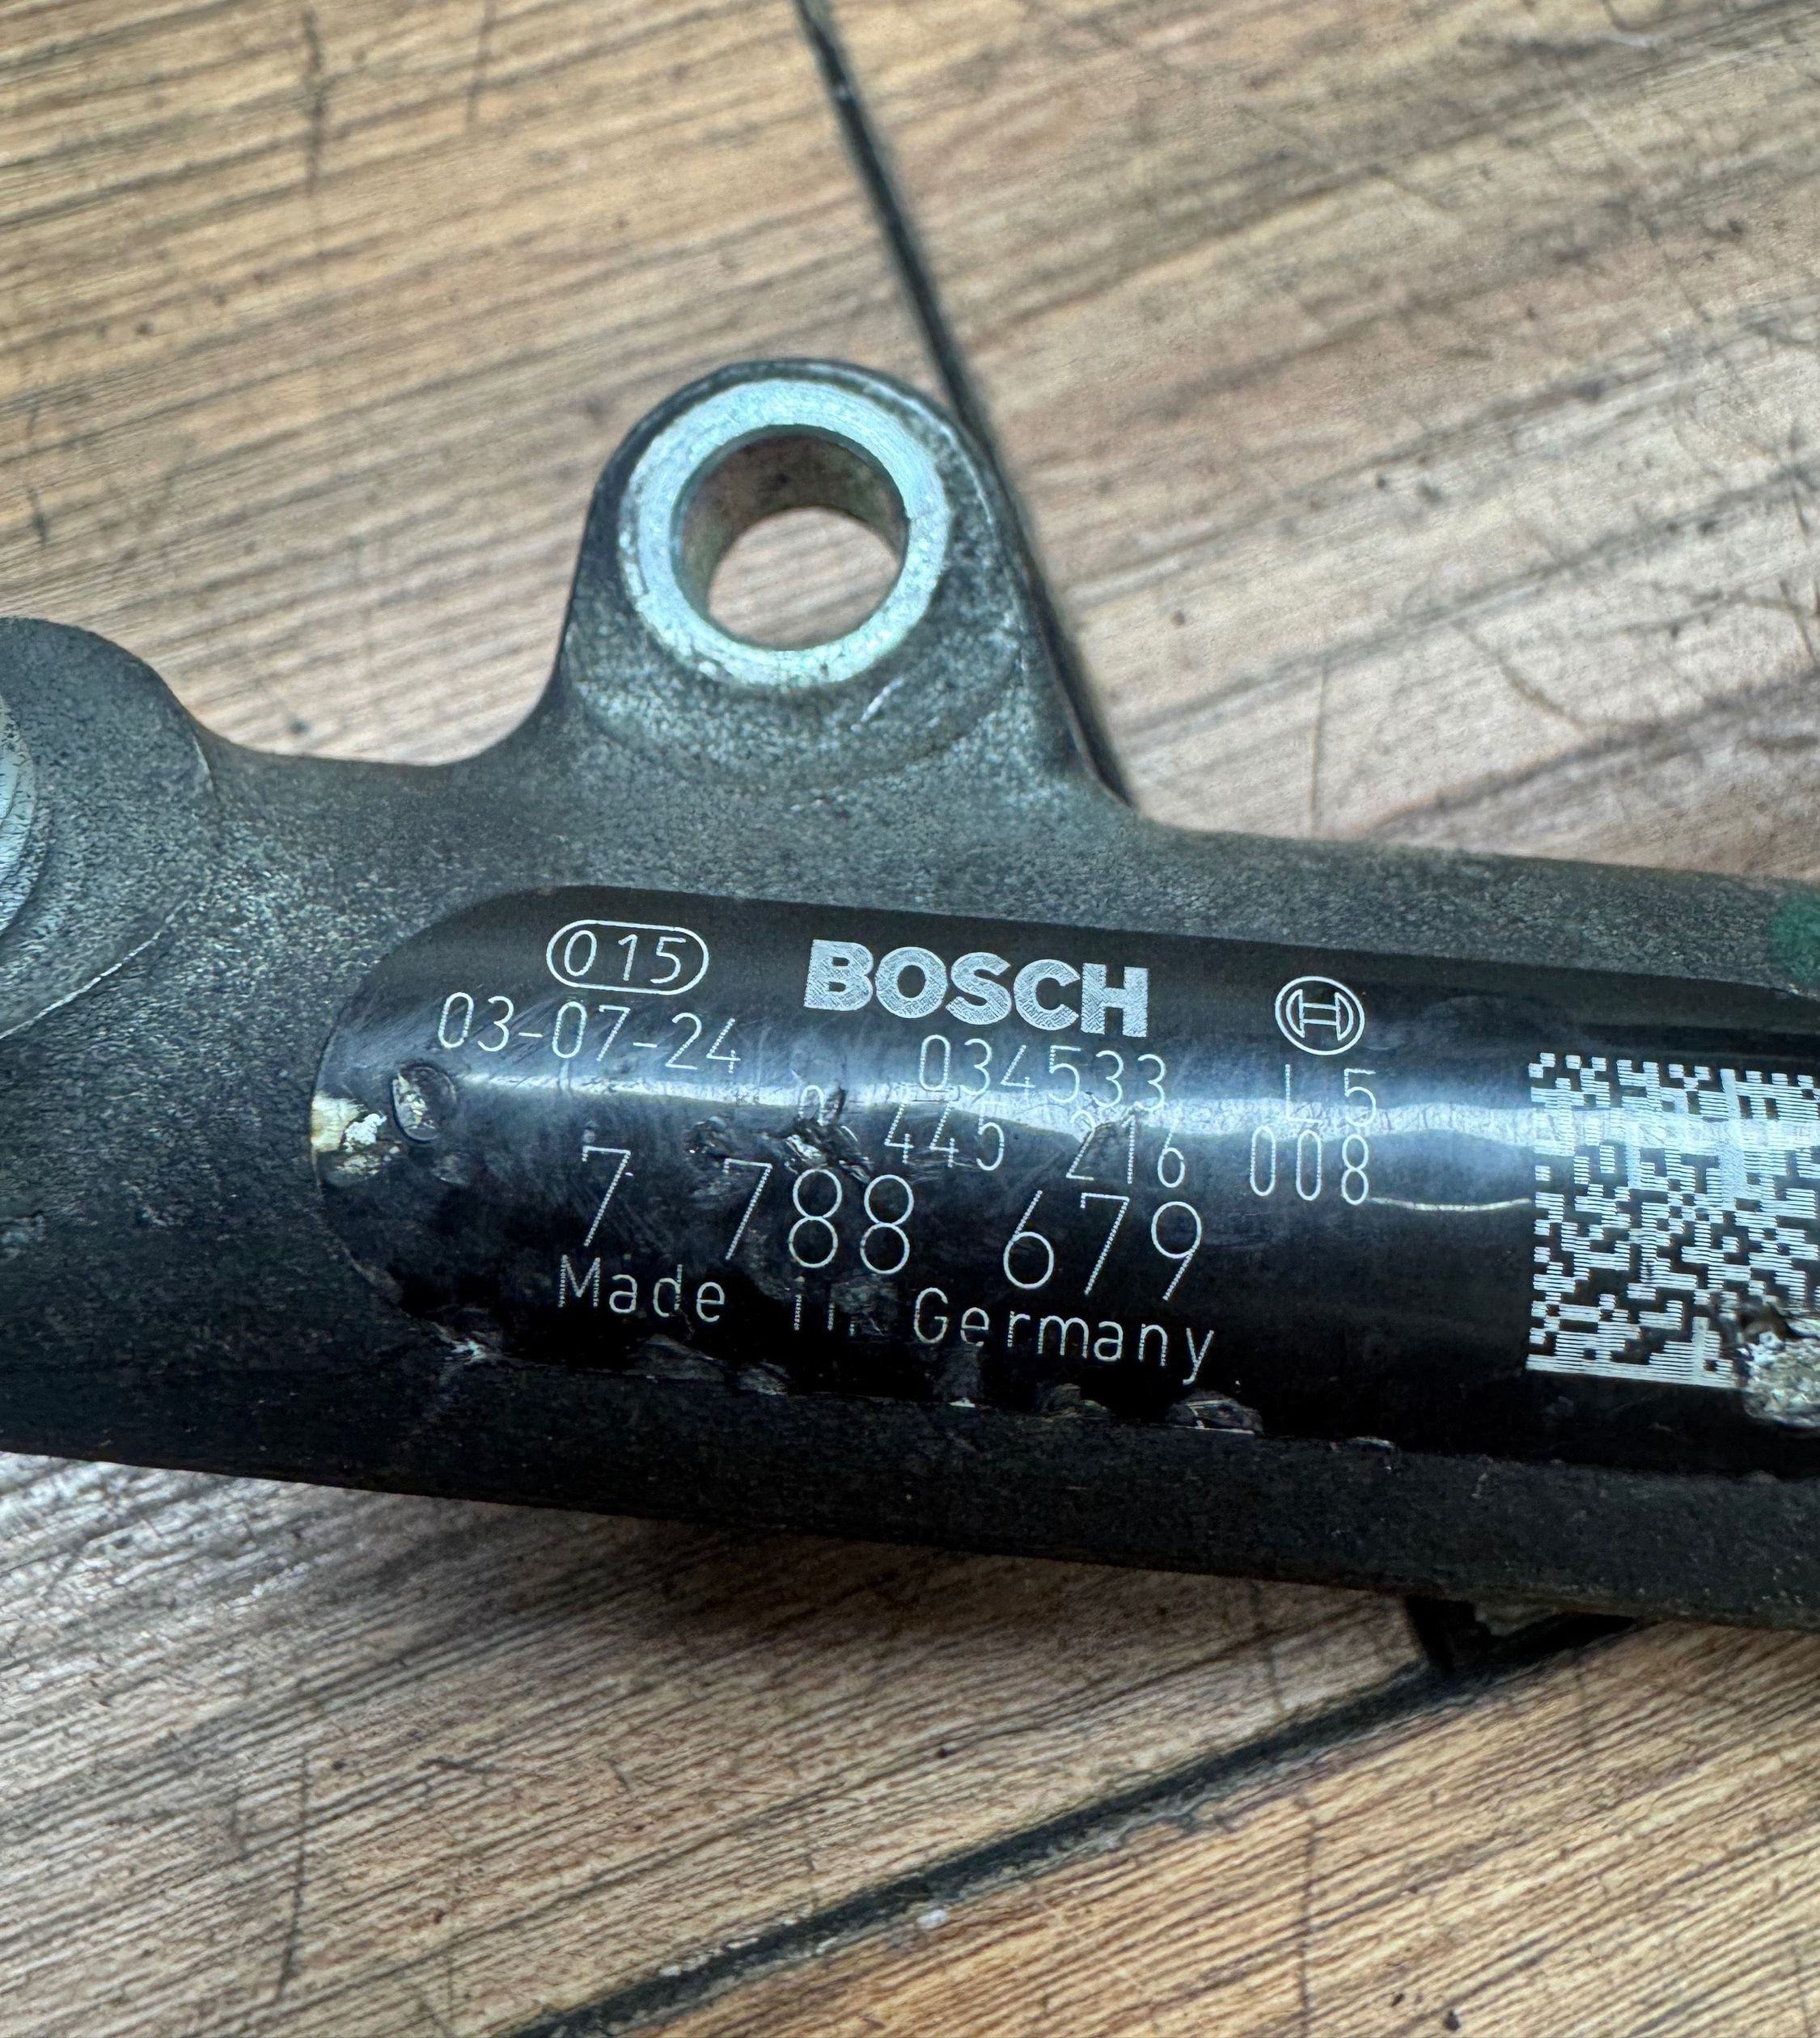 015 BOSCH
03-07-24 034533 L5
0 445 216 008
7 788 679
Made in Germany